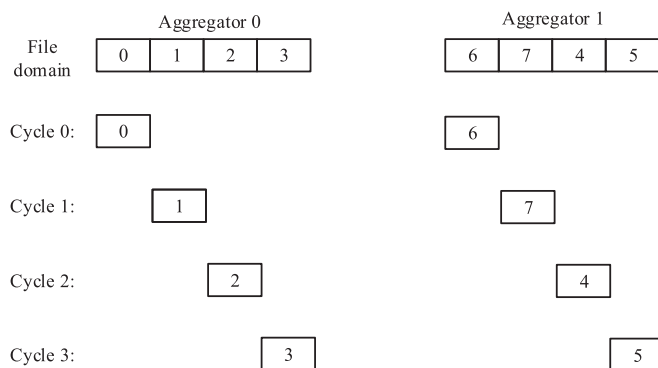 Aggregator 0 Aggregator 1
File domain 0 1 2 3 6 7 4 5
Cycle 0: 0 6
Cycle 1: 1 7
Cycle 2: 2 4
Cycle 3: 3 5